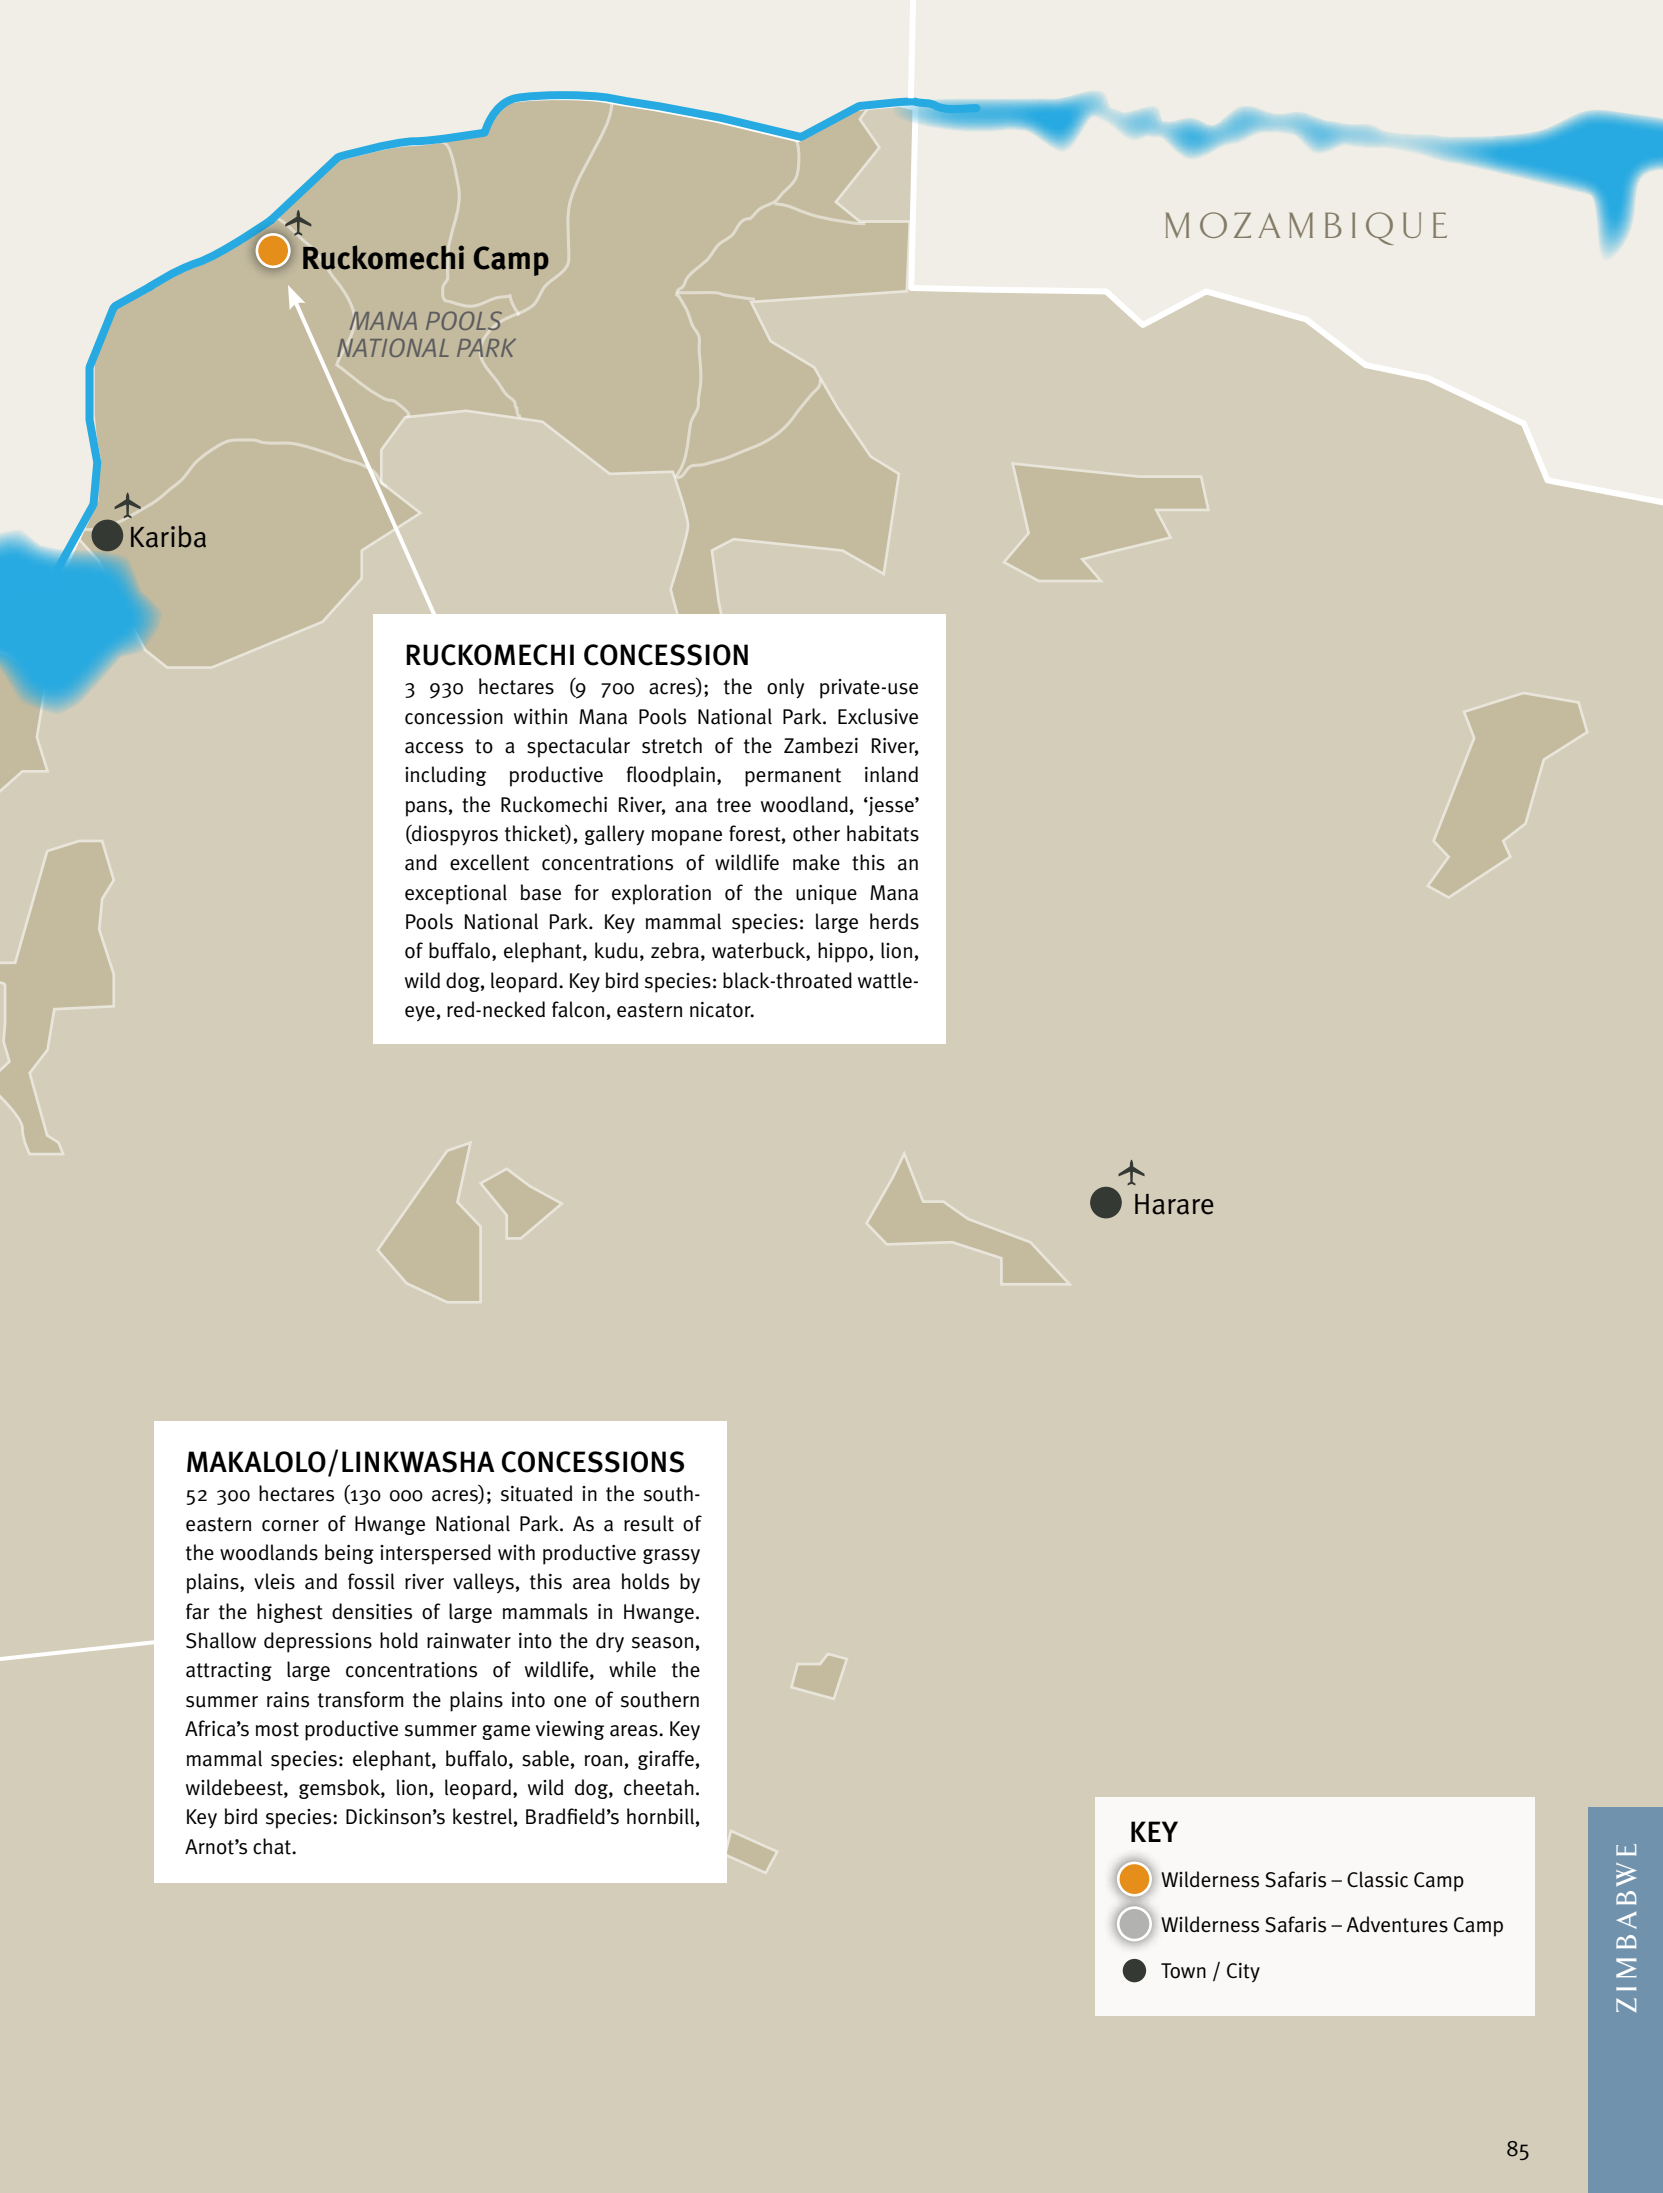 MOZAMBIQUE
Ruckomechi Camp
MANA POOLS
NATIONAL PARK
Kariba
RUCKOMECHI CONCESSION
3 930 hectares (9 700 acres); the only private-use
concession within Mana Pools National Park. Exclusive
access to a spectacular stretch of the Zambezi River,
including productive floodplain, permanent inland
pans, the Ruckomechi River, ana tree woodland, ‘jesse’
(diospyros thicket), gallery mopane forest, other habitats
and excellent concentrations of wildlife make this an
exceptional base for exploration of the unique Mana
Pools National Park. Key mammal species: large herds
of buffalo, elephant, kudu, zebra, waterbuck, hippo, lion,
wild dog, leopard. Key bird species: black-throated wattle-
eye, red-necked falcon, eastern nicator.
Harare
MAKALOLO/LINKWASHA CONCESSIONS
52 300 hectares (130 000 acres); situated in the south-
eastern corner of Hwange National Park. As a result of
the woodlands being interspersed with productive grassy
plains, vleis and fossil river valleys, this area holds by
far the highest densities of large mammals in Hwange.
Shallow depressions hold rainwater into the dry season,
attracting large concentrations of wildlife, while the
summer rains transform the plains into one of southern
Africa’s most productive summer game viewing areas. Key
mammal species: elephant, buffalo, sable, roan, giraffe,
wildebeest, gemsbok, lion, leopard, wild dog, cheetah.
Key bird species: Dickinson’s kestrel, Bradfield’s hornbill,
Arnot’s chat.
KEY
Wilderness Safaris – Classic Camp
Wilderness Safaris – Adventures Camp
Town / City
ZIMBABWE
85